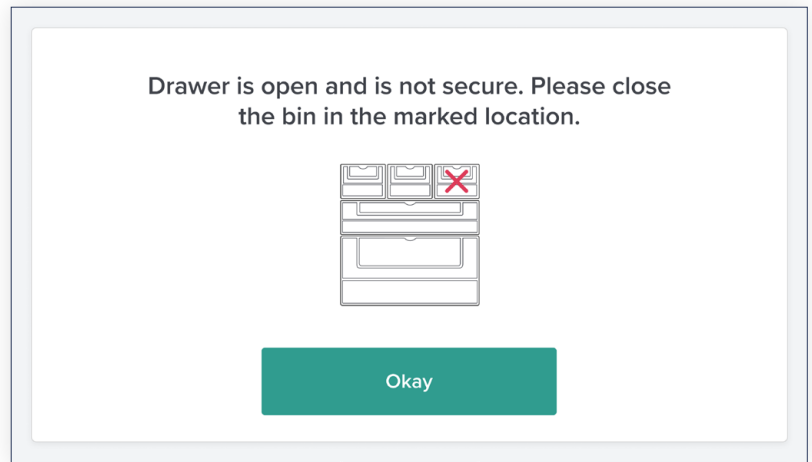 Drawer is open and is not secure. Please close
the bin in the marked location.
Okay